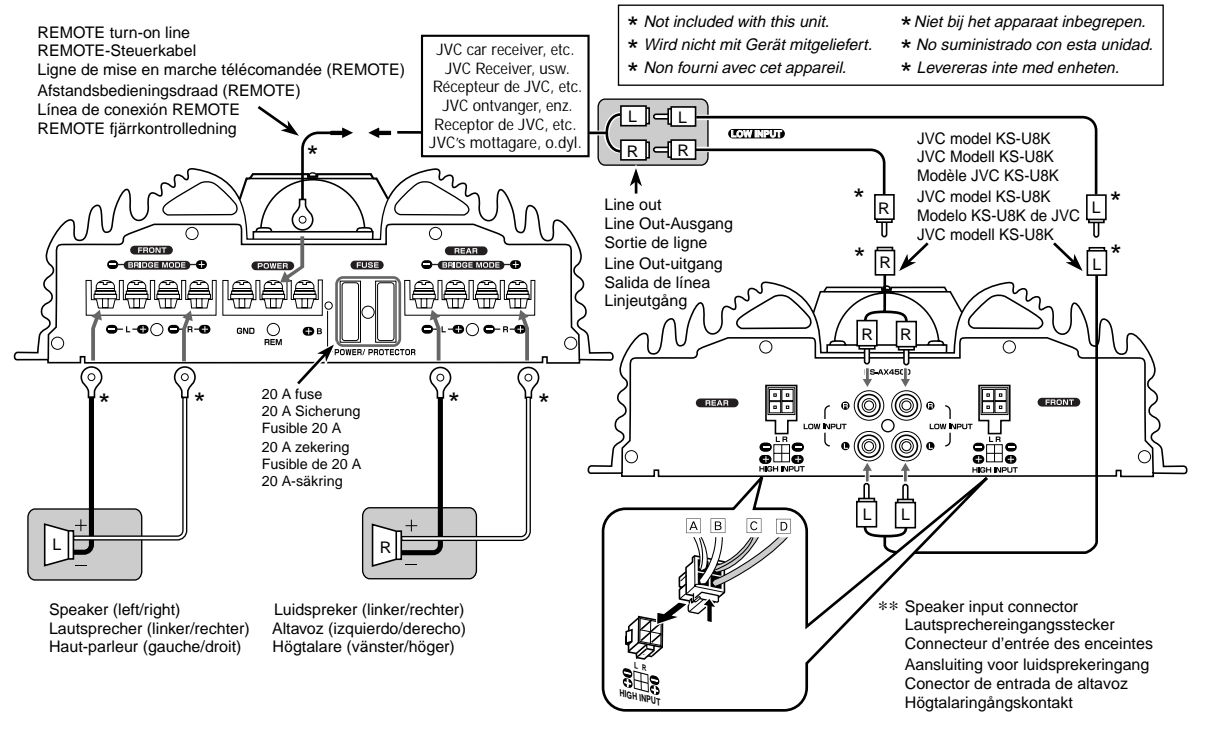 REMOTE turn-on line
REMOTE-Steuerkabel
Ligne de mise en marche télécomandée (REMOTE)
Afstandsbedieningsdraad (REMOTE)
Línea de conexión REMOTE
REMOTE fjärrkontrolledning
*
JVC car receiver, etc.
JVC Receiver, usw.
Récepteur de JVC, etc.
JVC ontvanger, enz.
Receptor de JVC, etc.
JVC's mottagare, o.dyl.
* Not included with this unit.
* Wird nicht mit Gerät mitgeliefert.
* Non fourni avec cet appareil.
* Niet bij het apparaat inbegrepen.
* No suministrado con esta unidad.
* Levereras inte med enheten.
L L
R R
LOW INPUT
Line out
Line Out-Ausgang
Sortie de ligne
Line Out-uitgang
Salida de línea
Linjeutgång
JVC model KS-U8K
JVC Modell KS-U8K
Modèle JVC KS-U8K
JVC model KS-U8K
Modelo KS-U8K de JVC
JVC modell KS-U8K
* R
* R
L *
L *
FRONT
BRIDGE MODE
POWER
FUSE
REAR
BRIDGE MODE
L R
GND
REM
B
POWER/ PROTECTOR
L R
20 A fuse
20 A Sicherung
Fusible 20 A
20 A zekering
Fusible de 20 A
20 A-säkring
* * * *
+
L
−
+
R
−
Speaker (left/right)
Lautsprecher (linker/rechter)
Haut-parleur (gauche/droit)
Luidspreker (linker/rechter)
Altavoz (izquierdo/derecho)
Högtalare (vänster/höger)
R R
REAR
FRONT
R R
LOW INPUT
LOW INPUT
L L
L R
HIGH INPUT
L R
HIGH INPUT
L L
A B C D
L R
HIGH INPUT
** Speaker input connector
Lautsprechereingangsstecker
Connecteur d'entrée des enceintes
Aansluiting voor luidsprekeringang
Conector de entrada de altavoz
Högtalaringångskontakt